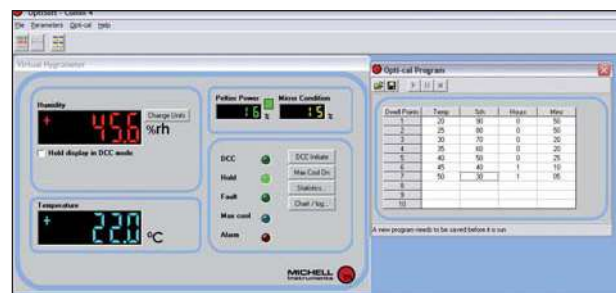 OptiSoft - Comm 4
File Parameters Opti-cal Help
Virtual Hygrometer
Humidity
+ 45.6 %rh
Change Units
Hold display in DCC mode
Temperature
+ 22.0 °C
Peltier Power Mirror Condition
16 % 15 %
DCC
Hold
Fault
Max cool
Alarm
DCC Initiate
Max Cool On
Statistics...
Chart / log...
MICHELL
Instruments
Opti-cal Program
Dwell Points Temp %rh Hours Mins
1 20 90 0 50
2 25 80 0 50
3 30 70 0 20
4 35 60 0 20
5 40 50 0 25
6 45 40 1 10
7 50 30 1 05
8
9
10
A new program needs to be saved before it is run